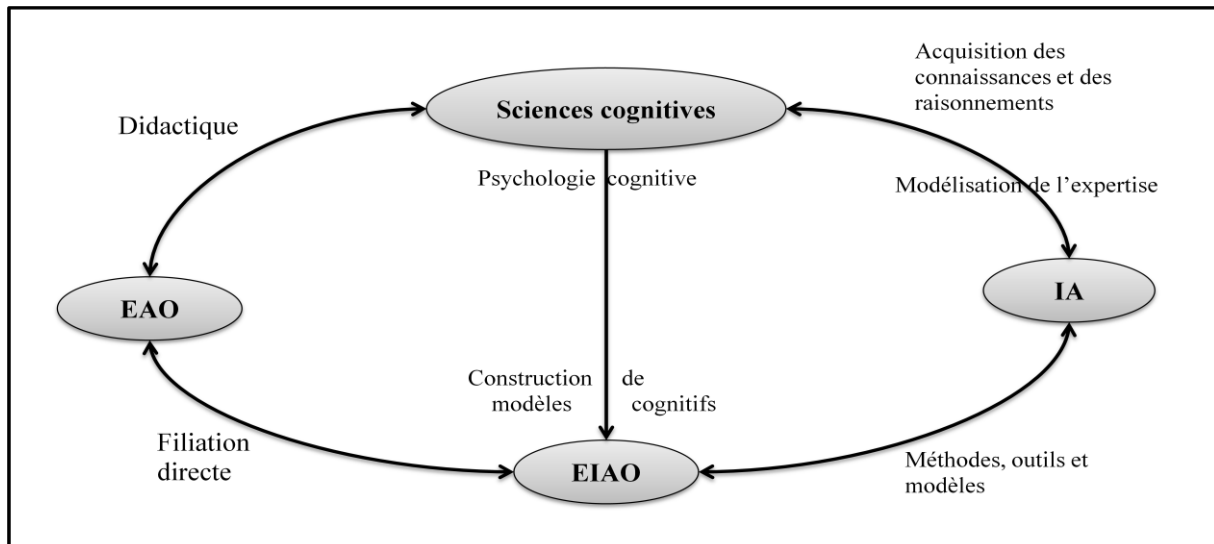 Acquisition des
connaissances et des
raisonnements
Sciences cognitives
Didactique
Psychologie cognitive
Modélisation de l’expertise
EAO
IA
Construction de
modèles cognitifs
Filiation
directe
EIAO
Méthodes, outils et
modèles